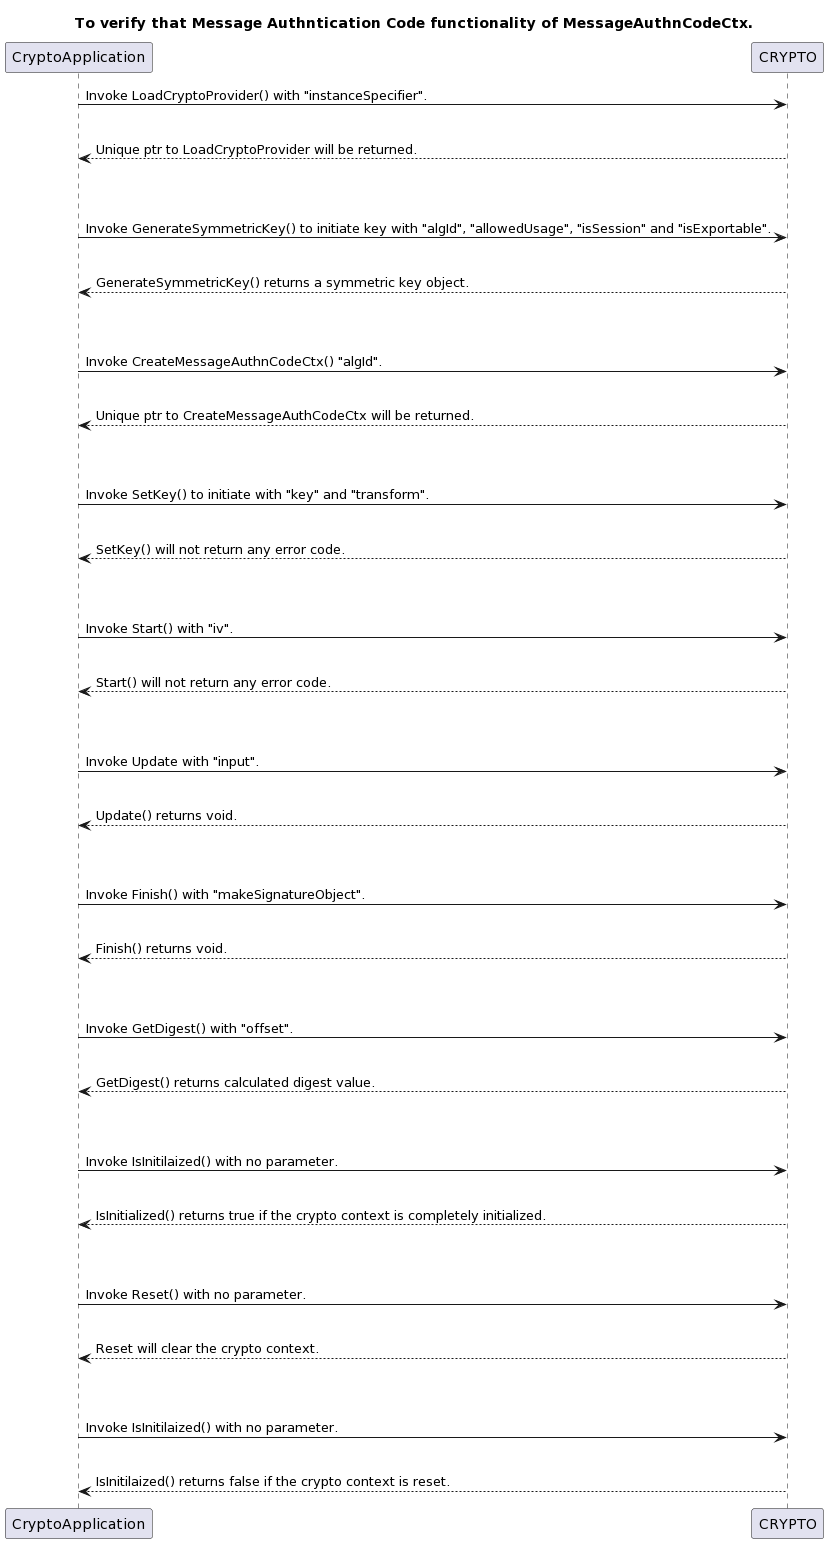 To verify that Message Authntication Code functionality of MessageAuthnCodeCtx.
CryptoApplication
CRYPTO
Invoke LoadCryptoProvider() with "instanceSpecifier".
Unique ptr to LoadCryptoProvider will be returned.
Invoke GenerateSymmetricKey() to initiate key with "algId", "allowedUsage", "isSession" and "isExportable".
GenerateSymmetricKey() returns a symmetric key object.
Invoke CreateMessageAuthnCodeCtx() "algId".
Unique ptr to CreateMessageAuthCodeCtx will be returned.
Invoke SetKey() to initiate with "key" and "transform".
SetKey() will not return any error code.
Invoke Start() with "iv".
Start() will not return any error code.
Invoke Update with "input".
Update() returns void.
Invoke Finish() with "makeSignatureObject".
Finish() returns void.
Invoke GetDigest() with "offset".
GetDigest() returns calculated digest value.
Invoke IsInitilaized() with no parameter.
IsInitialized() returns true if the crypto context is completely initialized.
Invoke Reset() with no parameter.
Reset will clear the crypto context.
Invoke IsInitilaized() with no parameter.
IsInitilaized() returns false if the crypto context is reset.
CryptoApplication
CRYPTO